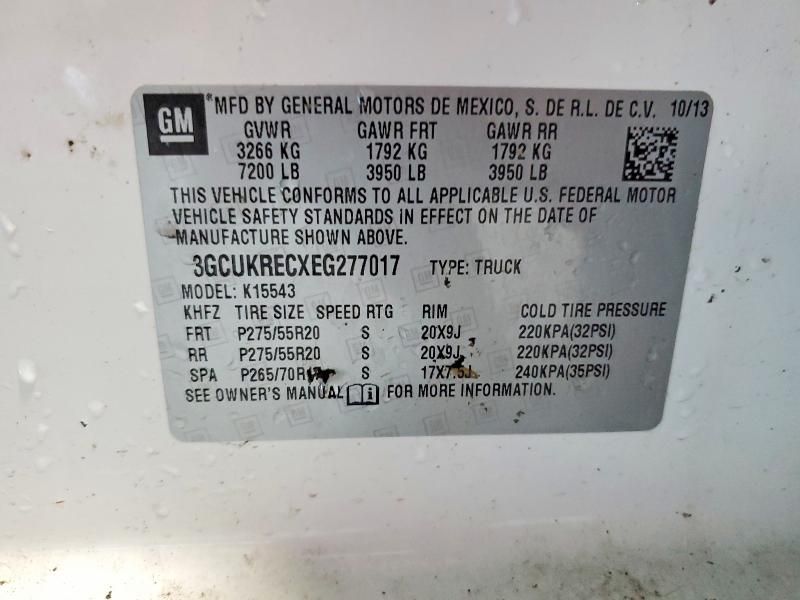 GM *MFD BY GENERAL MOTORS DE MEXICO, S. DE R.L. DE C.V. 10/13
GVWR GAWR FRT GAWR RR
3266 KG 1792 KG 1792 KG
7200 LB 3950 LB 3950 LB
THIS VEHICLE CONFORMS TO ALL APPLICABLE U.S. FEDERAL MOTOR
VEHICLE SAFETY STANDARDS IN EFFECT ON THE DATE OF
MANUFACTURE SHOWN ABOVE.
3GCUKRECXEG277017 TYPE: TRUCK
MODEL: K15543
KHFZ TIRE SIZE SPEED RTG RIM COLD TIRE PRESSURE
FRT P275/55R20 S 20X9J 220KPA(32PSI)
RR P275/55R20 S 20X9J 220KPA(32PSI)
SPA P265/70R17 S 17X7.5J 240KPA(35PSI)
SEE OWNER'S MANUAL FOR MORE INFORMATION.